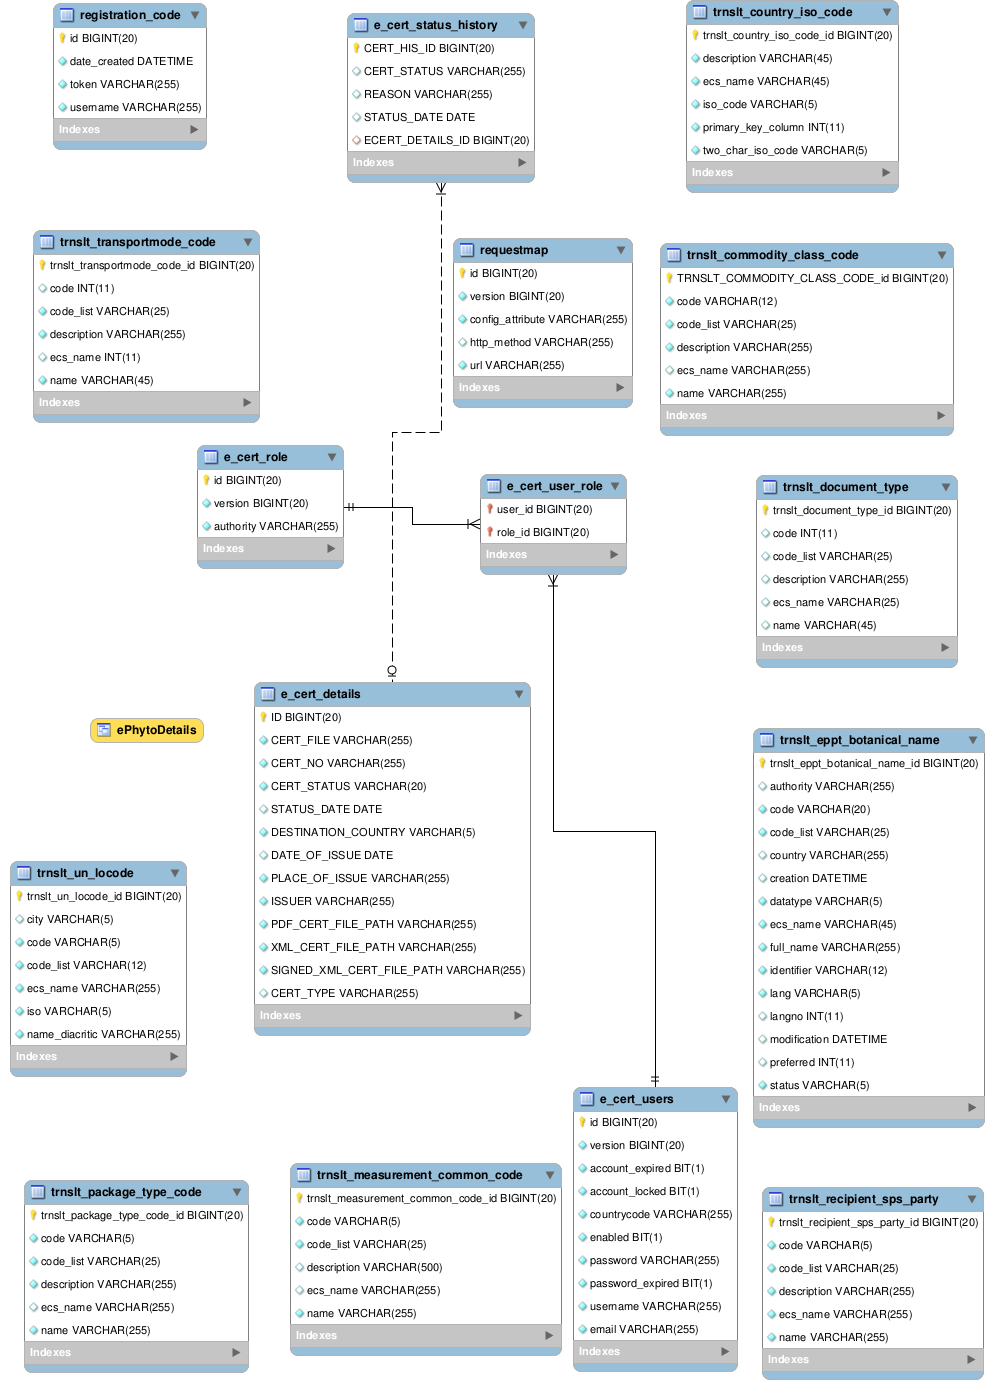 registration_code
id BIGINT(20)
date_created DATETIME
token VARCHAR(255)
username VARCHAR(255)
Indexes
e_cert_status_history
CERT_HIS_ID BIGINT(20)
CERT_STATUS VARCHAR(255)
REASON VARCHAR(255)
STATUS_DATE DATE
ECERT_DETAILS_ID BIGINT(20)
Indexes
trnslt_country_iso_code
trnslt_country_iso_code_id BIGINT(20)
description VARCHAR(45)
ecs_name VARCHAR(45)
iso_code VARCHAR(5)
primary_key_column INT(11)
two_char_iso_code VARCHAR(5)
Indexes
trnslt_transportmode_code
trnslt_transportmode_code_id BIGINT(20)
code INT(11)
code_list VARCHAR(25)
description VARCHAR(255)
ecs_name INT(11)
name VARCHAR(45)
Indexes
requestmap
id BIGINT(20)
version BIGINT(20)
config_attribute VARCHAR(255)
http_method VARCHAR(255)
url VARCHAR(255)
Indexes
trnslt_commodity_class_code
TRNSLT_COMMODITY_CLASS_CODE_id BIGINT(20)
code VARCHAR(12)
code_list VARCHAR(25)
description VARCHAR(255)
ecs_name VARCHAR(255)
name VARCHAR(255)
Indexes
e_cert_role
id BIGINT(20)
version BIGINT(20)
authority VARCHAR(255)
Indexes
e_cert_user_role
user_id BIGINT(20)
role_id BIGINT(20)
Indexes
trnslt_document_type
trnslt_document_type_id BIGINT(20)
code INT(11)
code_list VARCHAR(25)
description VARCHAR(255)
ecs_name VARCHAR(25)
name VARCHAR(45)
Indexes
ePhytoDetails
e_cert_details
ID BIGINT(20)
CERT_FILE VARCHAR(255)
CERT_NO VARCHAR(255)
CERT_STATUS VARCHAR(20)
STATUS_DATE DATE
DESTINATION_COUNTRY VARCHAR(5)
DATE_OF_ISSUE DATE
PLACE_OF_ISSUE VARCHAR(255)
ISSUER VARCHAR(255)
PDF_CERT_FILE_PATH VARCHAR(255)
XML_CERT_FILE_PATH VARCHAR(255)
SIGNED_XML_CERT_FILE_PATH VARCHAR(255)
CERT_TYPE VARCHAR(255)
Indexes
trnslt_eppt_botanical_name
trnslt_eppt_botanical_name_id BIGINT(20)
authority VARCHAR(255)
code VARCHAR(20)
code_list VARCHAR(25)
country VARCHAR(255)
creation DATETIME
datatype VARCHAR(5)
ecs_name VARCHAR(45)
full_name VARCHAR(255)
identifier VARCHAR(12)
lang VARCHAR(5)
langno INT(11)
modification DATETIME
preferred INT(11)
status VARCHAR(5)
Indexes
trnslt_un_locode
trnslt_un_locode_id BIGINT(20)
city VARCHAR(5)
code VARCHAR(5)
code_list VARCHAR(12)
ecs_name VARCHAR(255)
iso VARCHAR(5)
name_diacritic VARCHAR(255)
Indexes
e_cert_users
id BIGINT(20)
version BIGINT(20)
account_expired BIT(1)
account_locked BIT(1)
countrycode VARCHAR(255)
enabled BIT(1)
password VARCHAR(255)
password_expired BIT(1)
username VARCHAR(255)
email VARCHAR(255)
Indexes
trnslt_package_type_code
trnslt_package_type_code_id BIGINT(20)
code VARCHAR(5)
code_list VARCHAR(25)
description VARCHAR(255)
ecs_name VARCHAR(255)
name VARCHAR(255)
Indexes
trnslt_measurement_common_code
trnslt_measurement_common_code_id BIGINT(20)
code VARCHAR(5)
code_list VARCHAR(25)
description VARCHAR(500)
ecs_name VARCHAR(255)
name VARCHAR(255)
Indexes
trnslt_recipient_sps_party
trnslt_recipient_sps_party_id BIGINT(20)
code VARCHAR(5)
code_list VARCHAR(25)
description VARCHAR(255)
ecs_name VARCHAR(255)
name VARCHAR(255)
Indexes